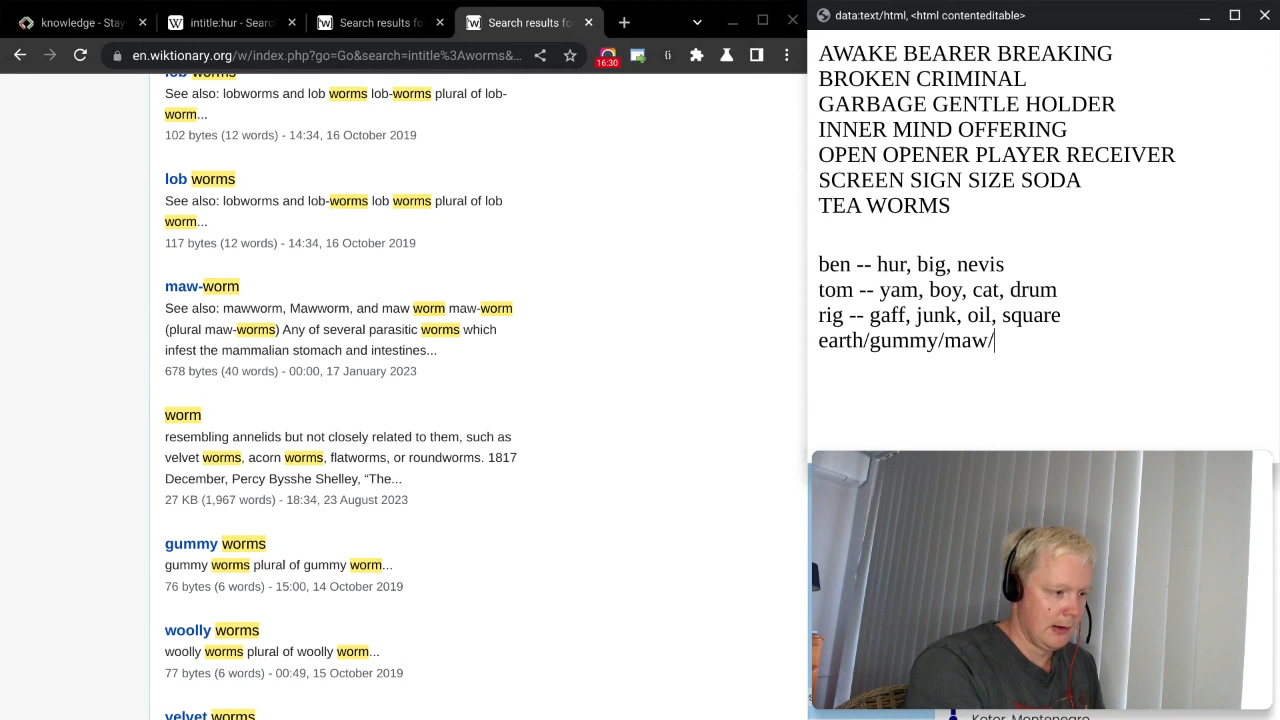 knowledge - Stacks
intitle:hur - Searc
Search results fo
Search results fo
data:text/html, <html contenteditable>
en.wiktionary.org/w/index.php?go=Go&search=intitle%3Aworms&…
16:30
lob worms
See also: lobworms and lob worms lob-worms plural of lob-
worm...
102 bytes (12 words) - 14:34, 16 October 2019
lob worms
See also: lobworms and lob-worms lob worms plural of lob
worm...
117 bytes (12 words) - 14:34, 16 October 2019
maw-worm
See also: mawworm, Mawworm, and maw worm maw-worm
(plural maw-worms) Any of several parasitic worms which
infest the mammalian stomach and intestines...
678 bytes (40 words) - 00:00, 17 January 2023
worm
resembling annelids but not closely related to them, such as
velvet worms, acorn worms, flatworms, or roundworms. 1817
December, Percy Bysshe Shelley, “The...
27 KB (1,967 words) - 18:34, 23 August 2023
gummy worms
gummy worms plural of gummy worm...
76 bytes (6 words) - 15:00, 14 October 2019
woolly worms
woolly worms plural of woolly worm...
77 bytes (6 words) - 00:49, 15 October 2019
velvet worms
AWAKE BEARER BREAKING
BROKEN CRIMINAL
GARBAGE GENTLE HOLDER
INNER MIND OFFERING
OPEN OPENER PLAYER RECEIVER
SCREEN SIGN SIZE SODA
TEA WORMS
ben -- hur, big, nevis
tom -- yam, boy, cat, drum
rig -- gaff, junk, oil, square
earth/gummy/maw/
Kotor, Montenegro